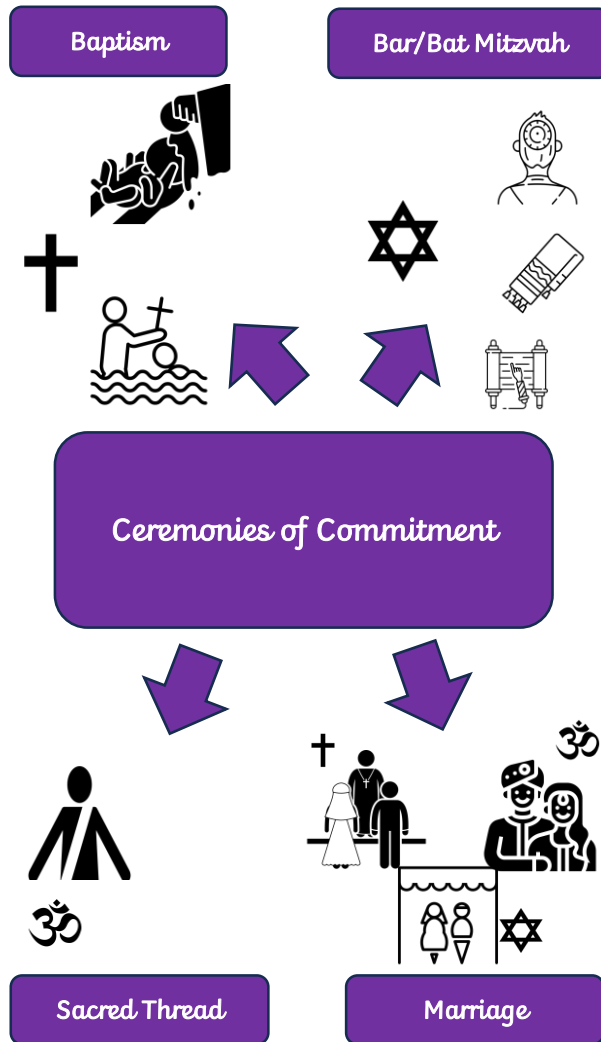 Baptism
Bar/Bat Mitzvah
Ceremonies of Commitment
ॐ
ॐ
Sacred Thread
Marriage